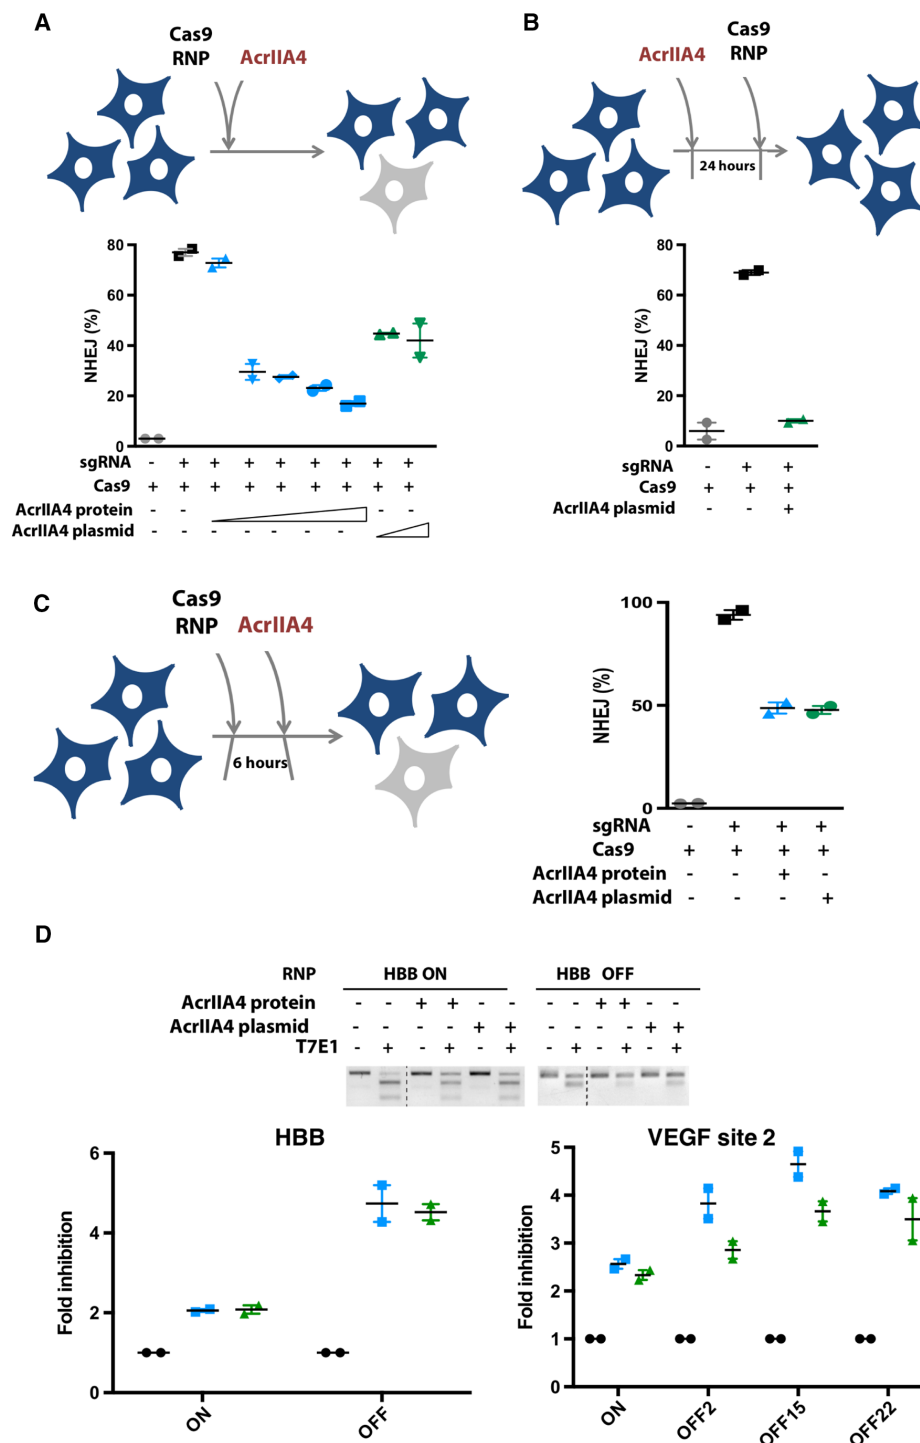 A
Cas9
RNP
AcrIIA4
NHEJ (%)
80
60
40
20
0
sgRNA - + + + + + + + +
Cas9 + + + + + + + + +
AcrIIA4 protein - - - -
AcrIIA4 plasmid - - - - - - -
B
AcrIIA4
Cas9
RNP
24 hours
NHEJ (%)
80
60
40
20
0
sgRNA - + +
Cas9 + + +
AcrIIA4 plasmid - - +
C
Cas9
RNP
AcrIIA4
6 hours
NHEJ (%)
100
50
0
sgRNA - + + +
Cas9 + + + +
AcrIIA4 protein - - + -
AcrIIA4 plasmid - - - +
D
RNP HBB ON HBB OFF
AcrIIA4 protein - - + + - - - - + + - -
AcrIIA4 plasmid - - - - + + - - - - + +
T7E1 - + - + - + - + - + - +
HBB
Fold inhibition
6
4
2
0
ON OFF
VEGF site 2
Fold inhibition
5
4
3
2
1
0
ON OFF2 OFF15 OFF22